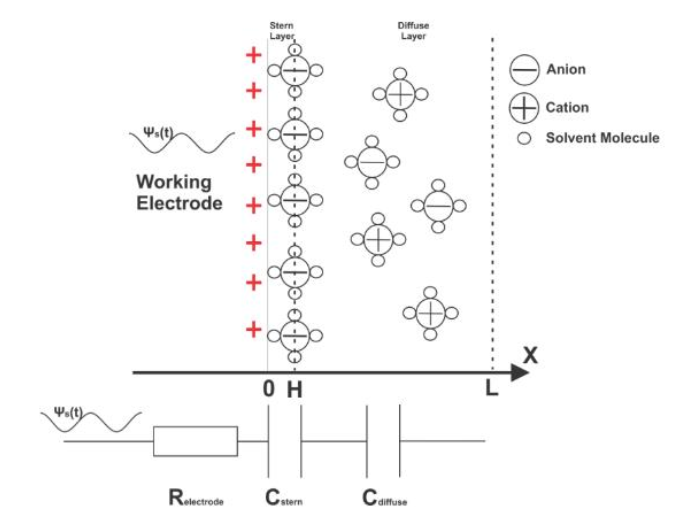 Stern
Layer
Diffuse
Layer
Anion
Cation
Solvent Molecule
Ψs(t)
Working
Electrode
+
+
+
+
+
+
+
+
X
0 H L
Ψs(t)
Relectrode Cstern Cdiffuse